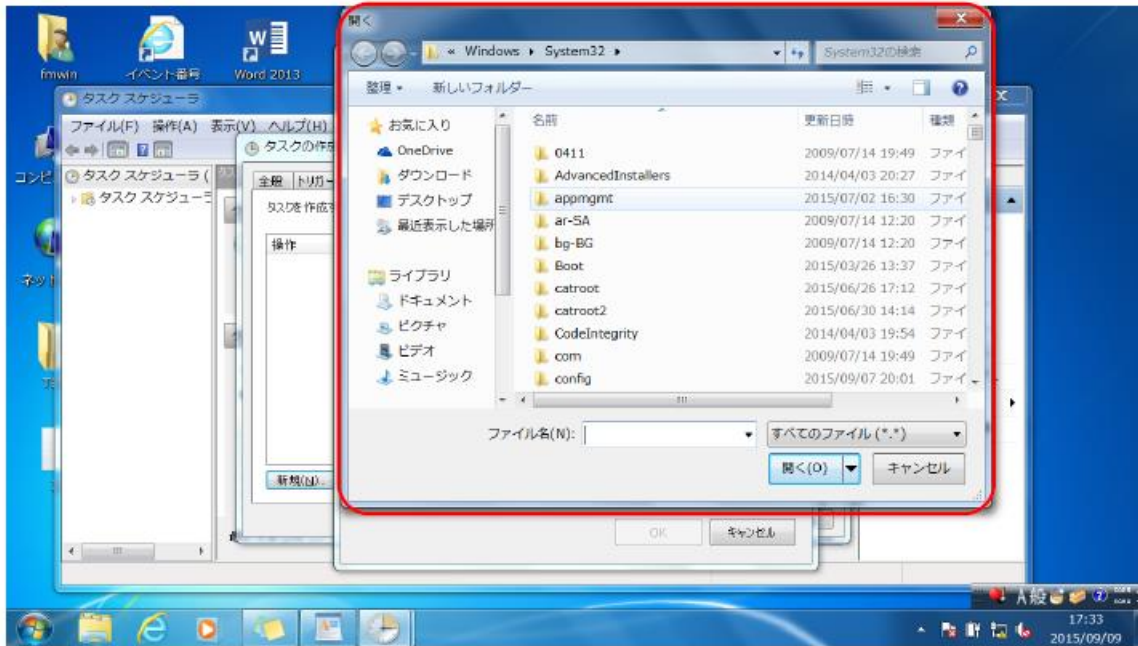 開く
« Windows ▸ System32 ▸
System32の検索
整理
新しいフォルダー
お気に入り
OneDrive
ダウンロード
デスクトップ
最近表示した場所
ライブラリ
ドキュメント
ピクチャ
ビデオ
ミュージック
名前 更新日時 種類
0411 2009/07/14 19:49 ファイ
AdvancedInstallers 2014/04/03 20:27 ファイ
appmgmt 2015/07/02 16:30 ファイ
ar-SA 2009/07/14 12:20 ファイ
bg-BG 2009/07/14 12:20 ファイ
Boot 2015/03/26 13:37 ファイ
catroot 2015/06/26 17:12 ファイ
catroot2 2015/06/30 14:14 ファイ
CodeIntegrity 2014/04/03 19:54 ファイ
com 2009/07/14 19:49 ファイ
config 2015/09/07 20:01 ファイ
ファイル名(N):
すべてのファイル (*.*)
開く(O)
キャンセル
OK
キャンセル
fmwin
イベント番号
Word 2013
タスク スケジューラ
ファイル(F) 操作(A) 表示(V) ヘルプ(H)
タスク スケジューラ (
タスク スケジューラ
タスクの作成
全般
トリガー
タスクを作成
操作
新規(N)...
コンピ
ネット
A 般
17:33
2015/09/09